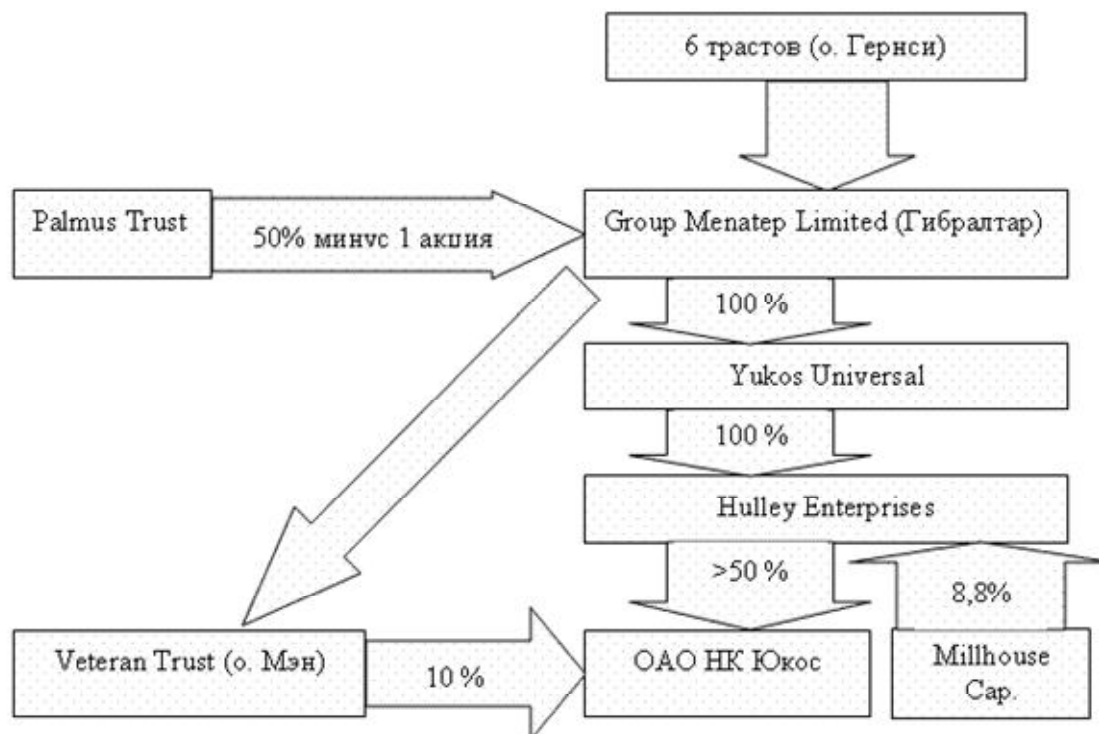 6 трастов (о. Гернси)
Palmus Trust
50% минус 1 акция
Group Menatep Limited (Гибралтар)
100 %
Yukos Universal
100 %
Hulley Enterprises
>50 %
8,8%
Veteran Trust (о. Мэн)
10 %
ОАО НК Юкос
Millhouse
Cap.